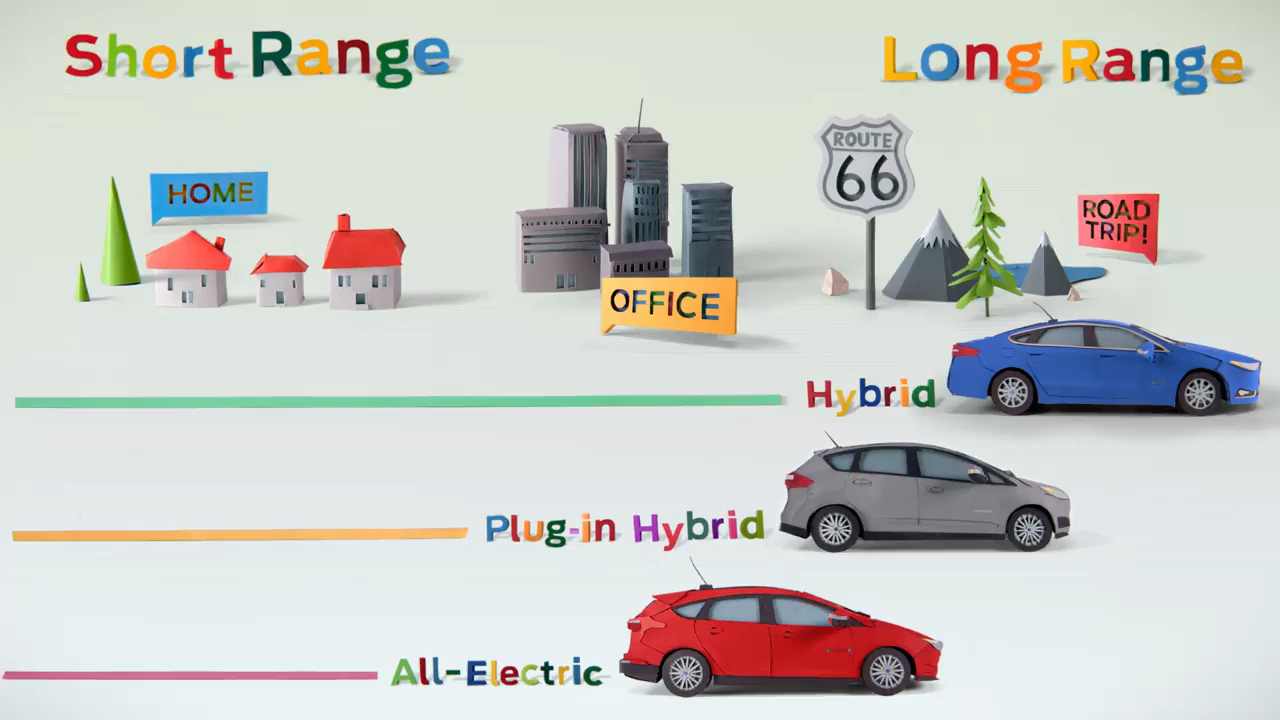 Short Range
Long Range
HOME
OFFICE
ROUTE
66
ROAD
TRIP!
Hybrid
Plug-in Hybrid
All-Electric